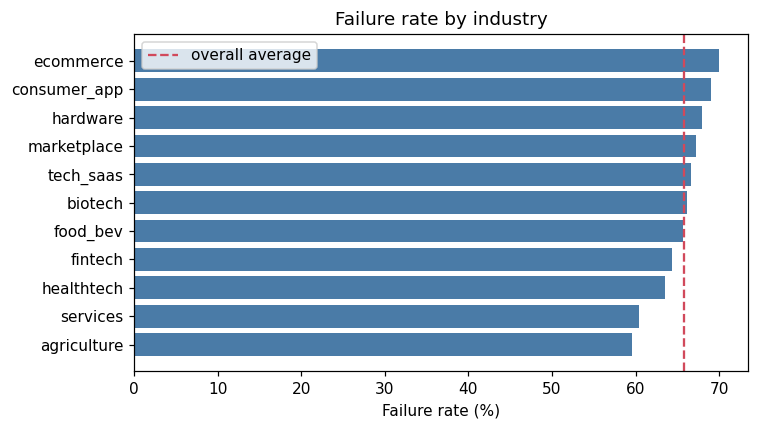 Failure rate by industry
overall average
ecommerce
consumer_app
hardware
marketplace
tech_saas
biotech
food_bev
fintech
healthtech
services
agriculture
0 10 20 30 40 50 60 70
Failure rate (%)